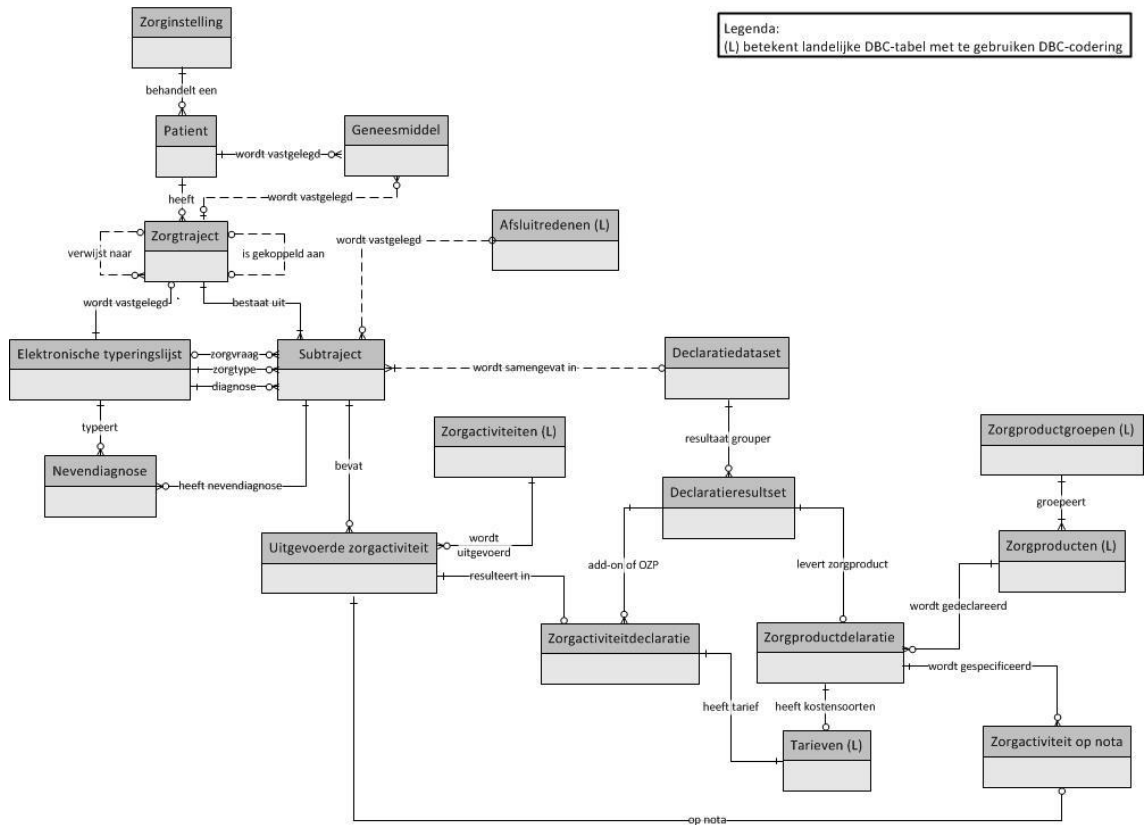 Zorginstelling
Legenda:
(L) betekent landelijke DBC-tabel met te gebruiken DBC-codering
behandelt een
Patient
Geneesmiddel
wordt vastgelegd
heeft
wordt vastgelegd
Zorgtraject
Afsluitredenen (L)
verwijst naar
is gekoppeld aan
wordt vastgelegd
wordt vastgelegd
bestaat uit
Elektronische typeringslijst
zorgvraag
zorgtype
diagnose
Subtraject
Declaratiedataset
wordt samengevat in
typeert
Zorgactiviteiten (L)
resultaat grouper
Zorgproductgroepen (L)
Nevendiagnose
heeft nevendiagnose
bevat
Declaratieresultset
groepeert
Uitgevoerde zorgactiviteit
wordt
uitgevoerd
Zorgproducten (L)
resulteert in
add-on of OZP
levert zorgproduct
wordt gedeclareerd
Zorgactiviteitdeclaratie
Zorgproductdelaratie
wordt gespecificeerd
heeft tarief
heeft kostensoorten
Tarieven (L)
Zorgactiviteit op nota
op nota